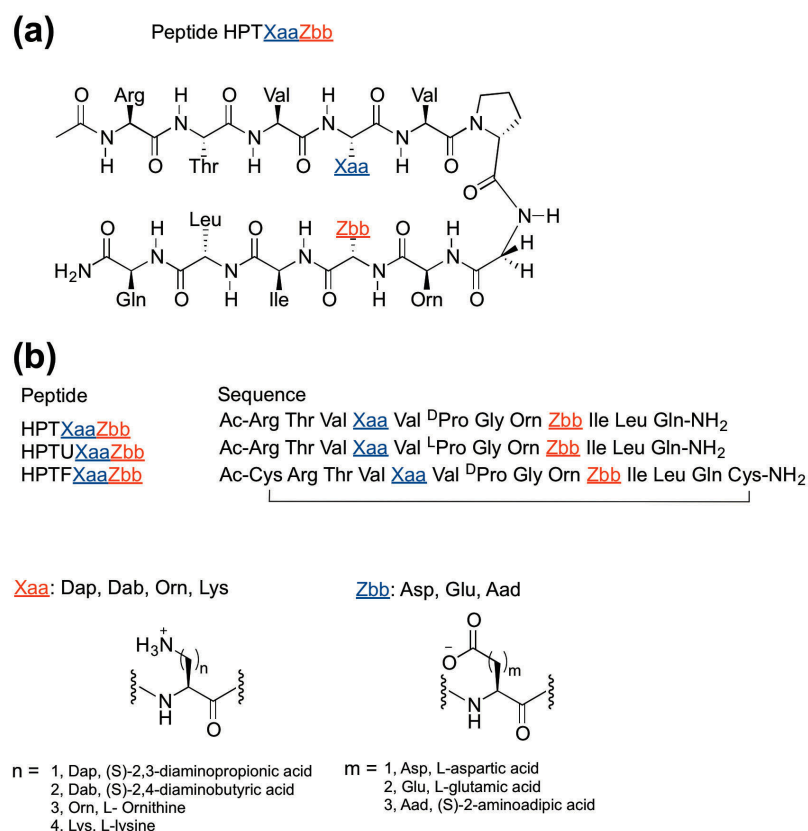 (a)
Peptide HPTXaaZbb
O Arg H O Val H O Val
N N N N N N
H O Thr H O Xaa H O
O
N-H
O H Leu O H Zbb O H H
H2N N N N N H
Gln O H Ile O H Orn O
(b)
Peptide Sequence
HPTXaaZbb Ac-Arg Thr Val Xaa Val DPro Gly Orn Zbb Ile Leu Gln-NH2
HPTUXaaZbb Ac-Arg Thr Val Xaa Val LPro Gly Orn Zbb Ile Leu Gln-NH2
HPTFXaaZbb Ac-Cys Arg Thr Val Xaa Val DPro Gly Orn Zbb Ile Leu Gln Cys-NH2
Xaa: Dap, Dab, Orn, Lys
Zbb: Asp, Glu, Aad
H3N+ ( )n
N
H O
O
-O ( )m
N
H O
n = 1, Dap, (S)-2,3-diaminopropionic acid
2, Dab, (S)-2,4-diaminobutyric acid
3, Orn, L- Ornithine
4, Lys, L-lysine
m = 1, Asp, L-aspartic acid
2, Glu, L-glutamic acid
3, Aad, (S)-2-aminoadipic acid